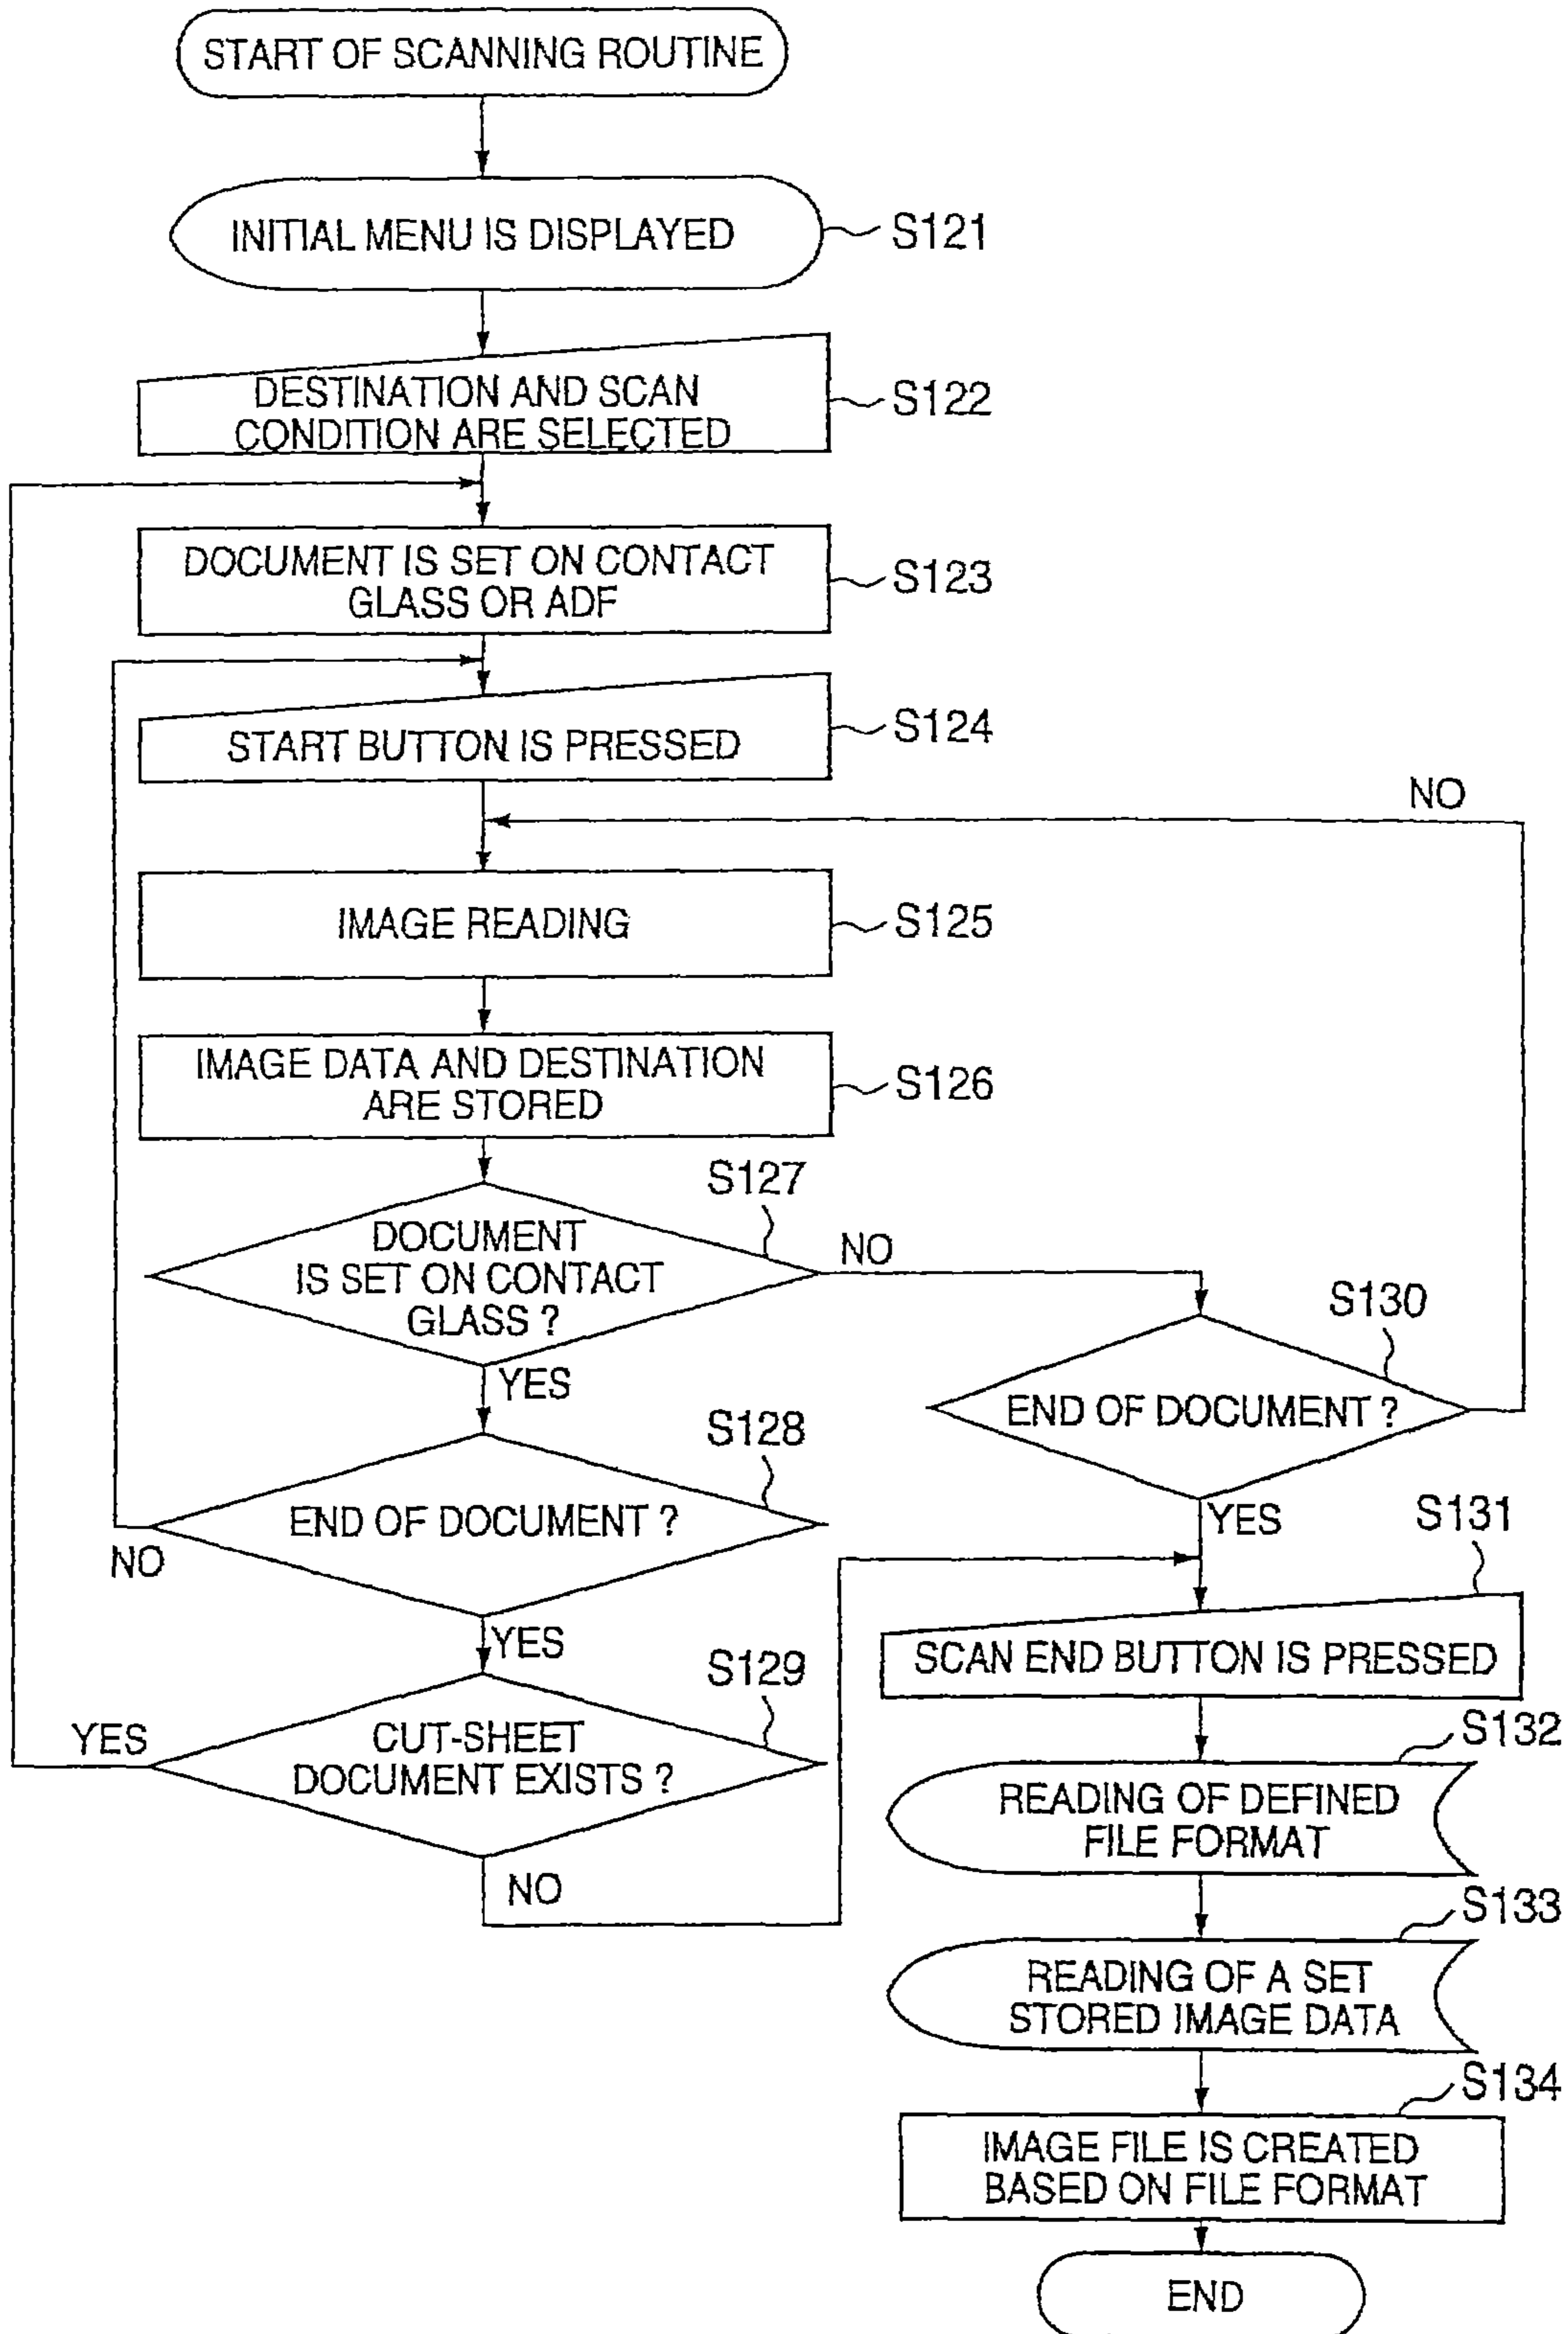 START OF SCANNING ROUTINE
INITIAL MENU IS DISPLAYED
S121
DESTINATION AND SCAN
CONDITION ARE SELECTED
S122
DOCUMENT IS SET ON CONTACT
GLASS OR ADF
S123
START BUTTON IS PRESSED
S124
NO
IMAGE READING
S125
IMAGE DATA AND DESTINATION
ARE STORED
S126
S127
DOCUMENT
IS SET ON CONTACT
GLASS ?
NO
YES
S130
END OF DOCUMENT ?
YES
S128
END OF DOCUMENT ?
NO
YES
S129
CUT-SHEET
DOCUMENT EXISTS ?
YES
NO
S131
SCAN END BUTTON IS PRESSED
S132
READING OF DEFINED
FILE FORMAT
S133
READING OF A SET
STORED IMAGE DATA
S134
IMAGE FILE IS CREATED
BASED ON FILE FORMAT
END